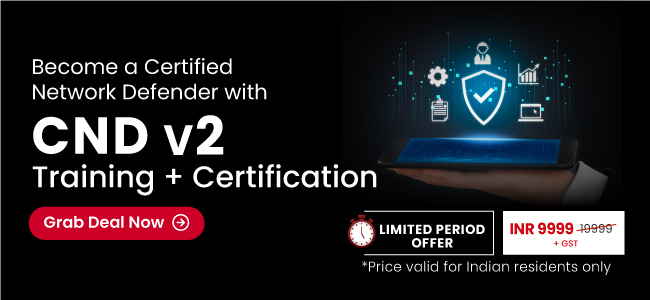 Become a Certified
Network Defender with
CND v2
Training + Certification
Grab Deal Now
LIMITED PERIOD
OFFER
INR 9999 19999
+ GST
*Price valid for Indian residents only